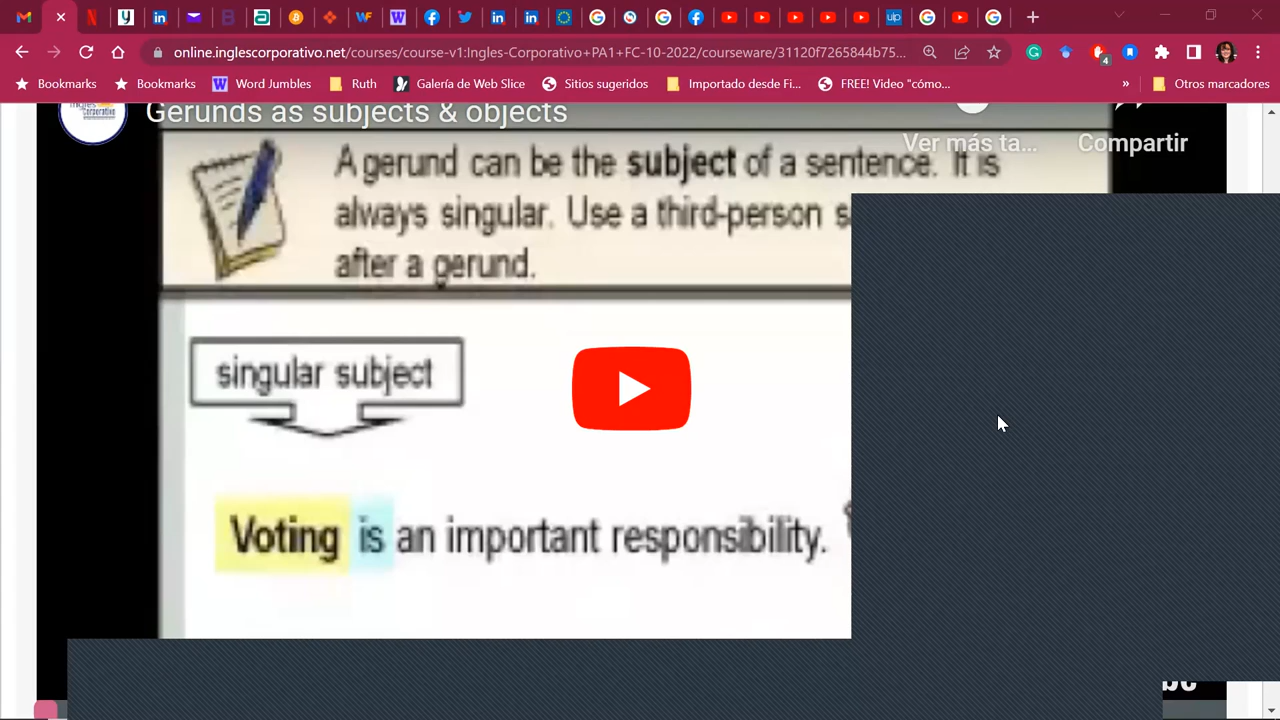 online.inglescorporativo.net/courses/course-v1:Ingles-Corporativo+PA1+FC-10-2022/courseware/31120f7265844b75...
4
Bookmarks
Bookmarks
Word Jumbles
Ruth
Galería de Web Slice
Sitios sugeridos
Importado desde Fi...
FREE! Video "cómo...
»
Otros marcadores
Gerunds as subjects & objects
Ver más ta...
Compartir
A gerund can be the subject of a sentence. It is
always singular. Use a third-person s
after a gerund.
singular subject
Voting is an important responsibility.